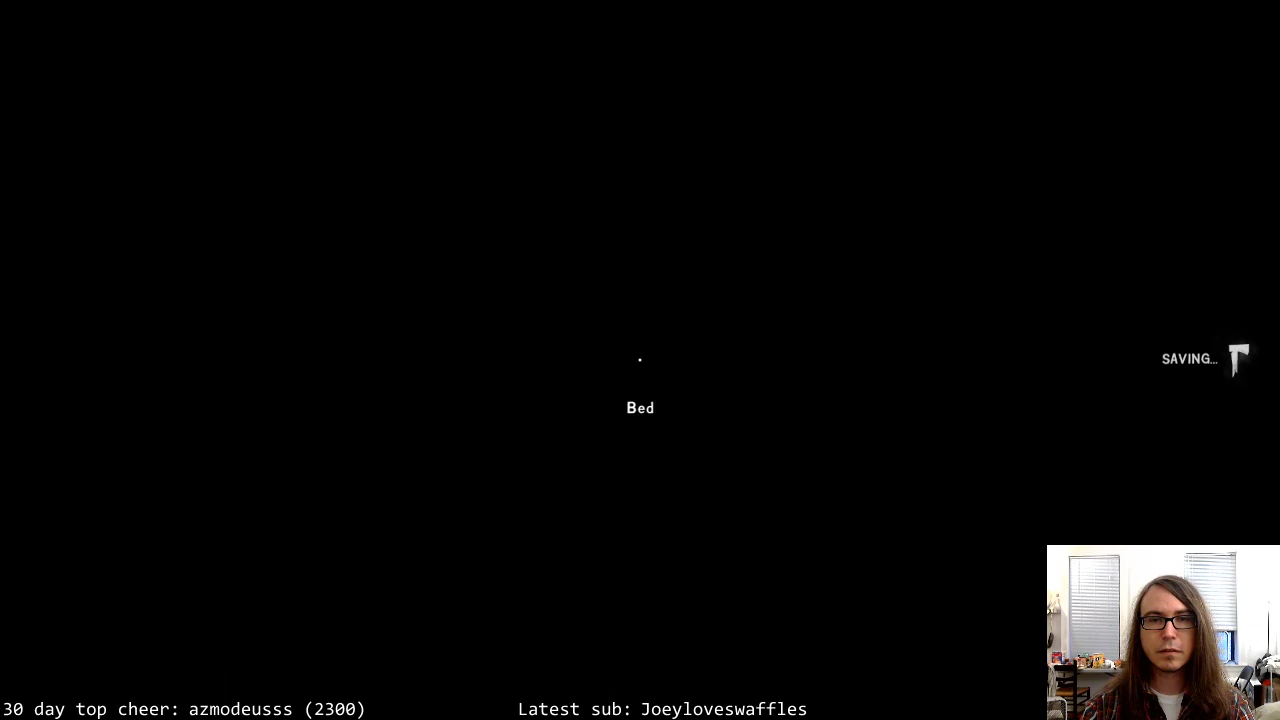 SAVING...
Bed
30 day top cheer: azmodeusss (2300)
Latest sub: Joeyloveswaffles